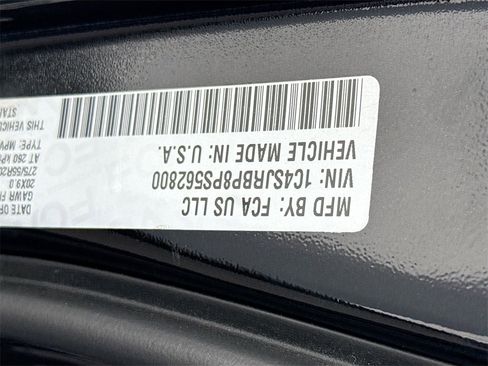 MFD BY: FCA US LLC
VIN: 1C4SJRBP8PS562800
VEHICLE MADE IN: U.S.A.
DATE OF
GAWR F
20X9.0
275/55R20
AT 260 kPa
TYPE: MPV
THIS VEHICLE
STAN